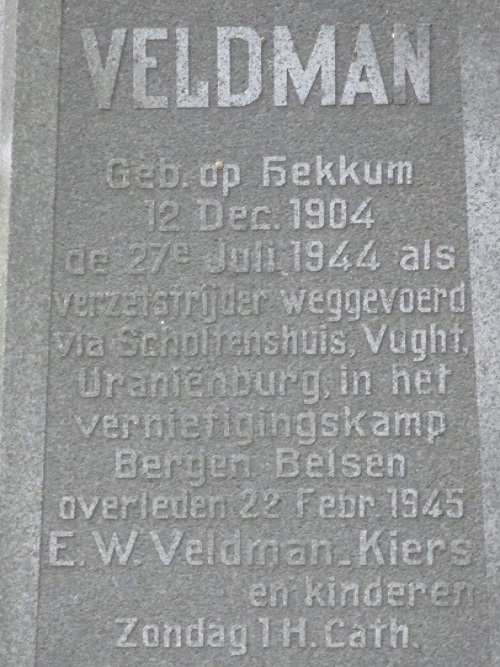 VELDMAN
Geb. op Hekkum
12 Dec. 1904
de 27e Juli 1944 als
verzetstrijder weggevoerd
via Scholtenshuis, Vught,
Uraniënburg, in het
vernietigingskamp
Bergen Belsen
overleden 22 Febr 1945
E. W. Veldman-Kiers
en kinderen
Zondag 1 H. Cath.